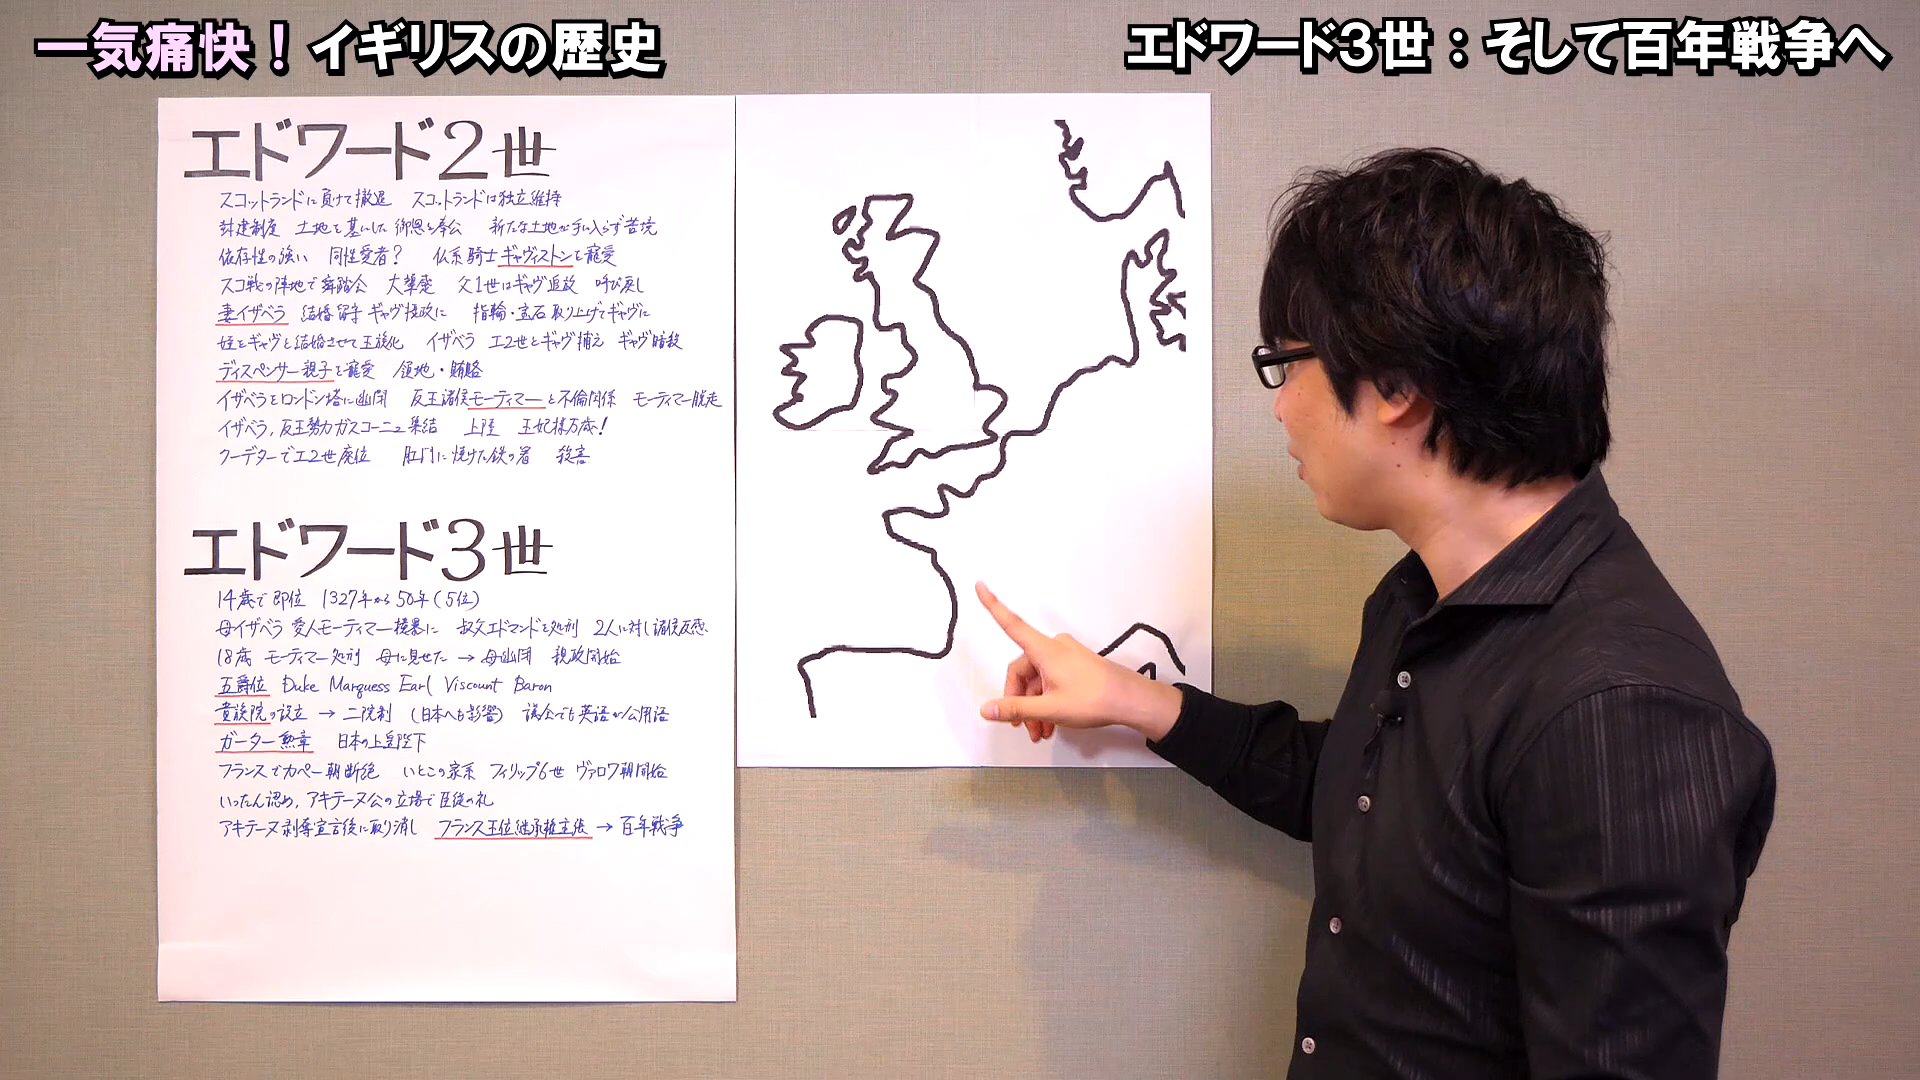 一気痛快！イギリスの歴史
エドワード3世：そして百年戦争へ
エドワード2世
スコットランドに負けて撤退 スコットランドは独立維持
封建制度 土地を基にした御恩と奉公 新たな土地が手に入らず苦境
依存性の強い 同性愛者? 仏系騎士ギャヴィストンを寵愛
スコ戦の陣地で舞踏会 大顰蹙 父1世はギャヴ追放 呼び戻し
妻イザベラ 結婚 留守 ギャヴ摂政に 指輪・宝石取り上げてギャヴに
姪をギャヴと結婚させて王族化 イザベラ エ2世とギャヴ捕え ギャヴ暗殺
ディスペンサー親子を寵愛 領地・賄賂
イザベラをロンドン塔に幽閉 反王諸侯モーティマーと不倫関係 モーティマー脱走
イザベラ,反王勢力ガスコーニュ集結 上陸 王妃様万歳!
クーデターでエ2世廃位 肛門に焼けた鉄の箸 殺害
エドワード3世
14歳で即位 1327年から50年(5位)
母イザベラ 愛人モーティマー横暴に 叔父エドマンドを処刑 2人に対し諸侯反感
18歳 モーティマー処刑 母に見せた → 母幽閉 親政開始
五爵位 Duke Marquess Earl Viscount Baron
貴族院の設立 → 二院制 (日本へも影響) 議会でも英語が公用語
ガーター勲章 日本の上皇陛下
フランスでカペー朝断絶 いとこの家系 フィリップ6世 ヴァロワ朝開始
いったん認め,アキテーヌ公の立場で臣従の礼
アキテーヌ剥奪宣言後に取り消し フランス王位継承権主張 → 百年戦争